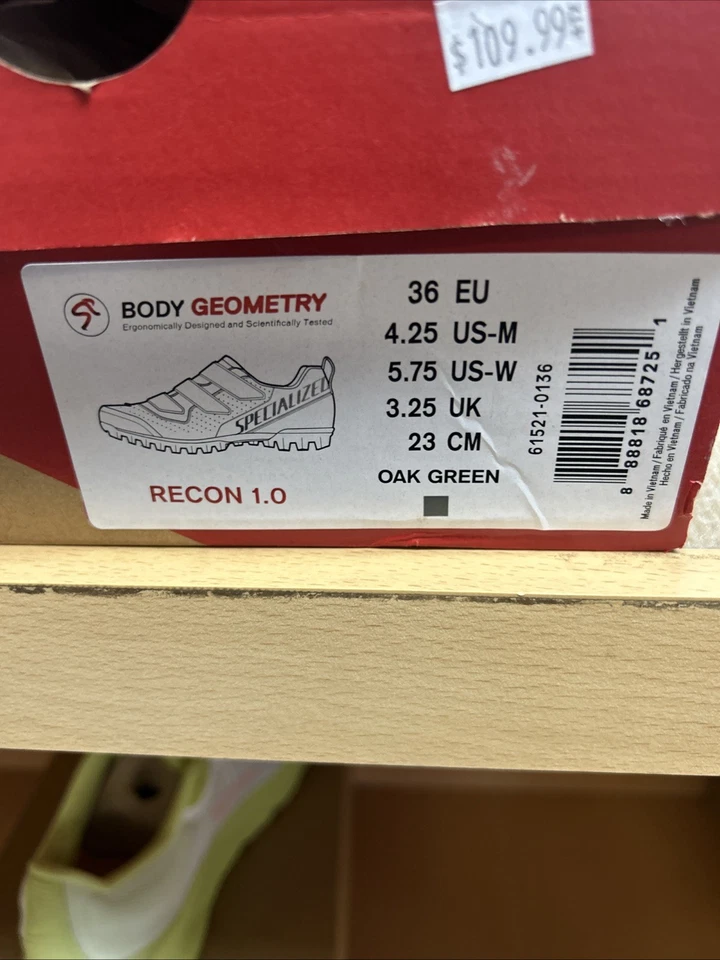 $109.99
BODY GEOMETRY
Ergonomically Designed and Scientifically Tested
SPECIALIZED
RECON 1.0
36 EU
4.25 US-M
5.75 US-W
3.25 UK
23 CM
OAK GREEN
61521-0136
8 88818 68725 1
Made in Vietnam / Fabriqué en Vietnam / Hergestellt in Vietnam
Hecho en Vietnam / Fabricado na Vietnam